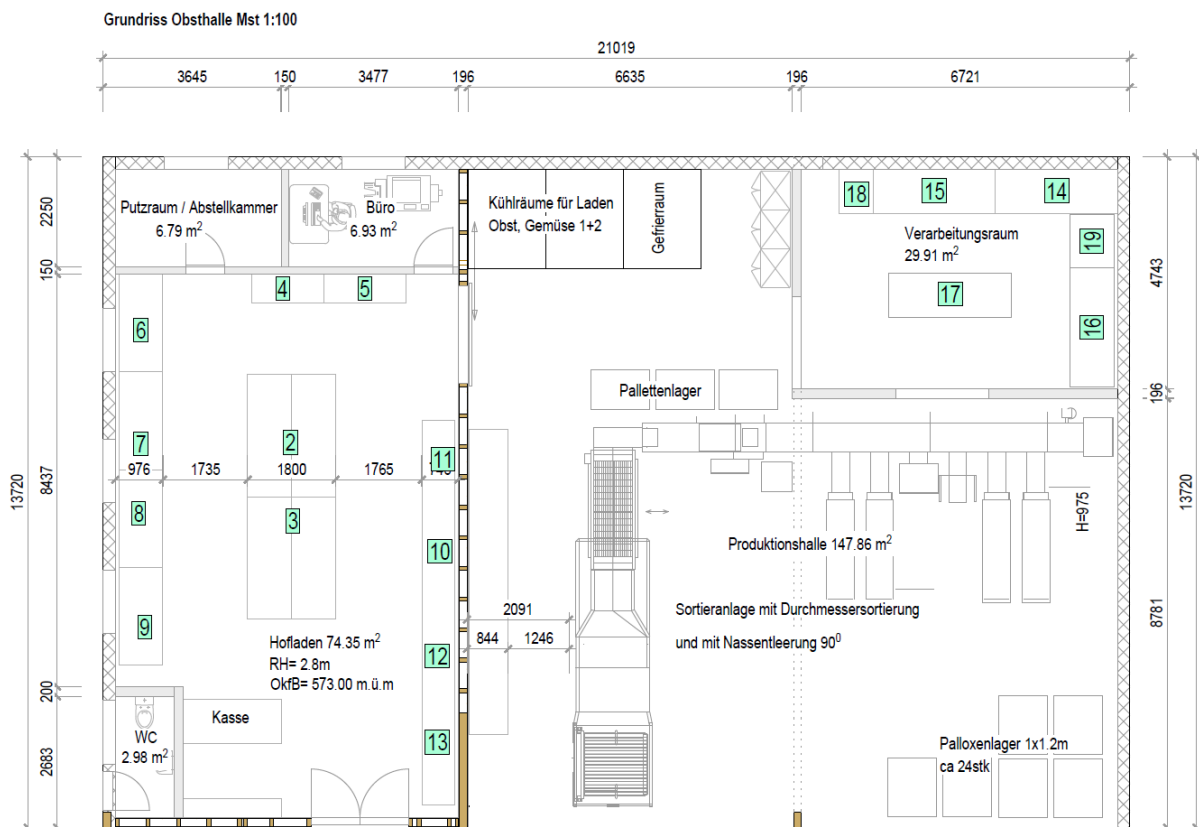 Grundriss Obsthalle Mst 1:100
21019
3645 150 3477 196 6635 196 6721
Putzraum / Abstellkammer
6.79 m²
Büro
6.93 m²
Kühlräume für Laden
Obst, Gemüse 1+2
Gefrierraum
18 15 14
Verarbeitungsraum
29.91 m²
19
17
16
4 5
6
Pallettenlager
7
2
11
976 1735 1800 1765
8
3
10
H=975
Produktionshalle 147.86 m²
Sortieranlage mit Durchmessersortierung
und mit Nassentleerung 90⁰
2091
844 1246
9
Hofladen 74.35 m²
RH= 2.8m
OkfB= 573.00 m.ü.m
12
Kasse
WC
2.98 m²
13
Palloxenlager 1x1.2m
ca 24stk
13720
2250
150
8437
200
2683
4743
196
8781
13720